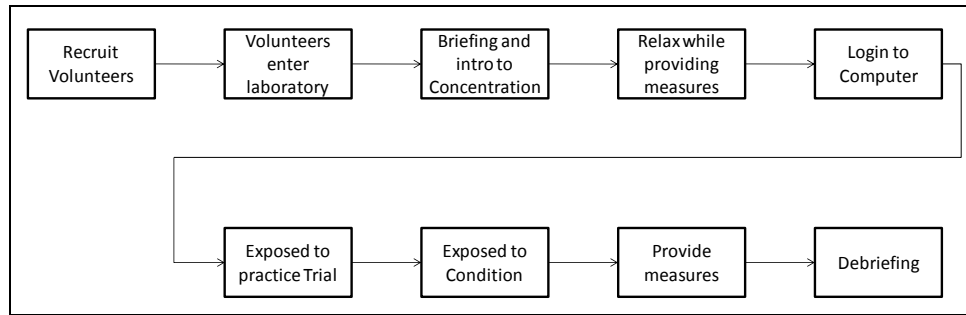 Recruit
Volunteers
Volunteers
enter
laboratory
Briefing and
intro to
Concentration
Relax while
providing
measures
Login to
Computer
Exposed to
practice Trial
Exposed to
Condition
Provide
measures
Debriefing